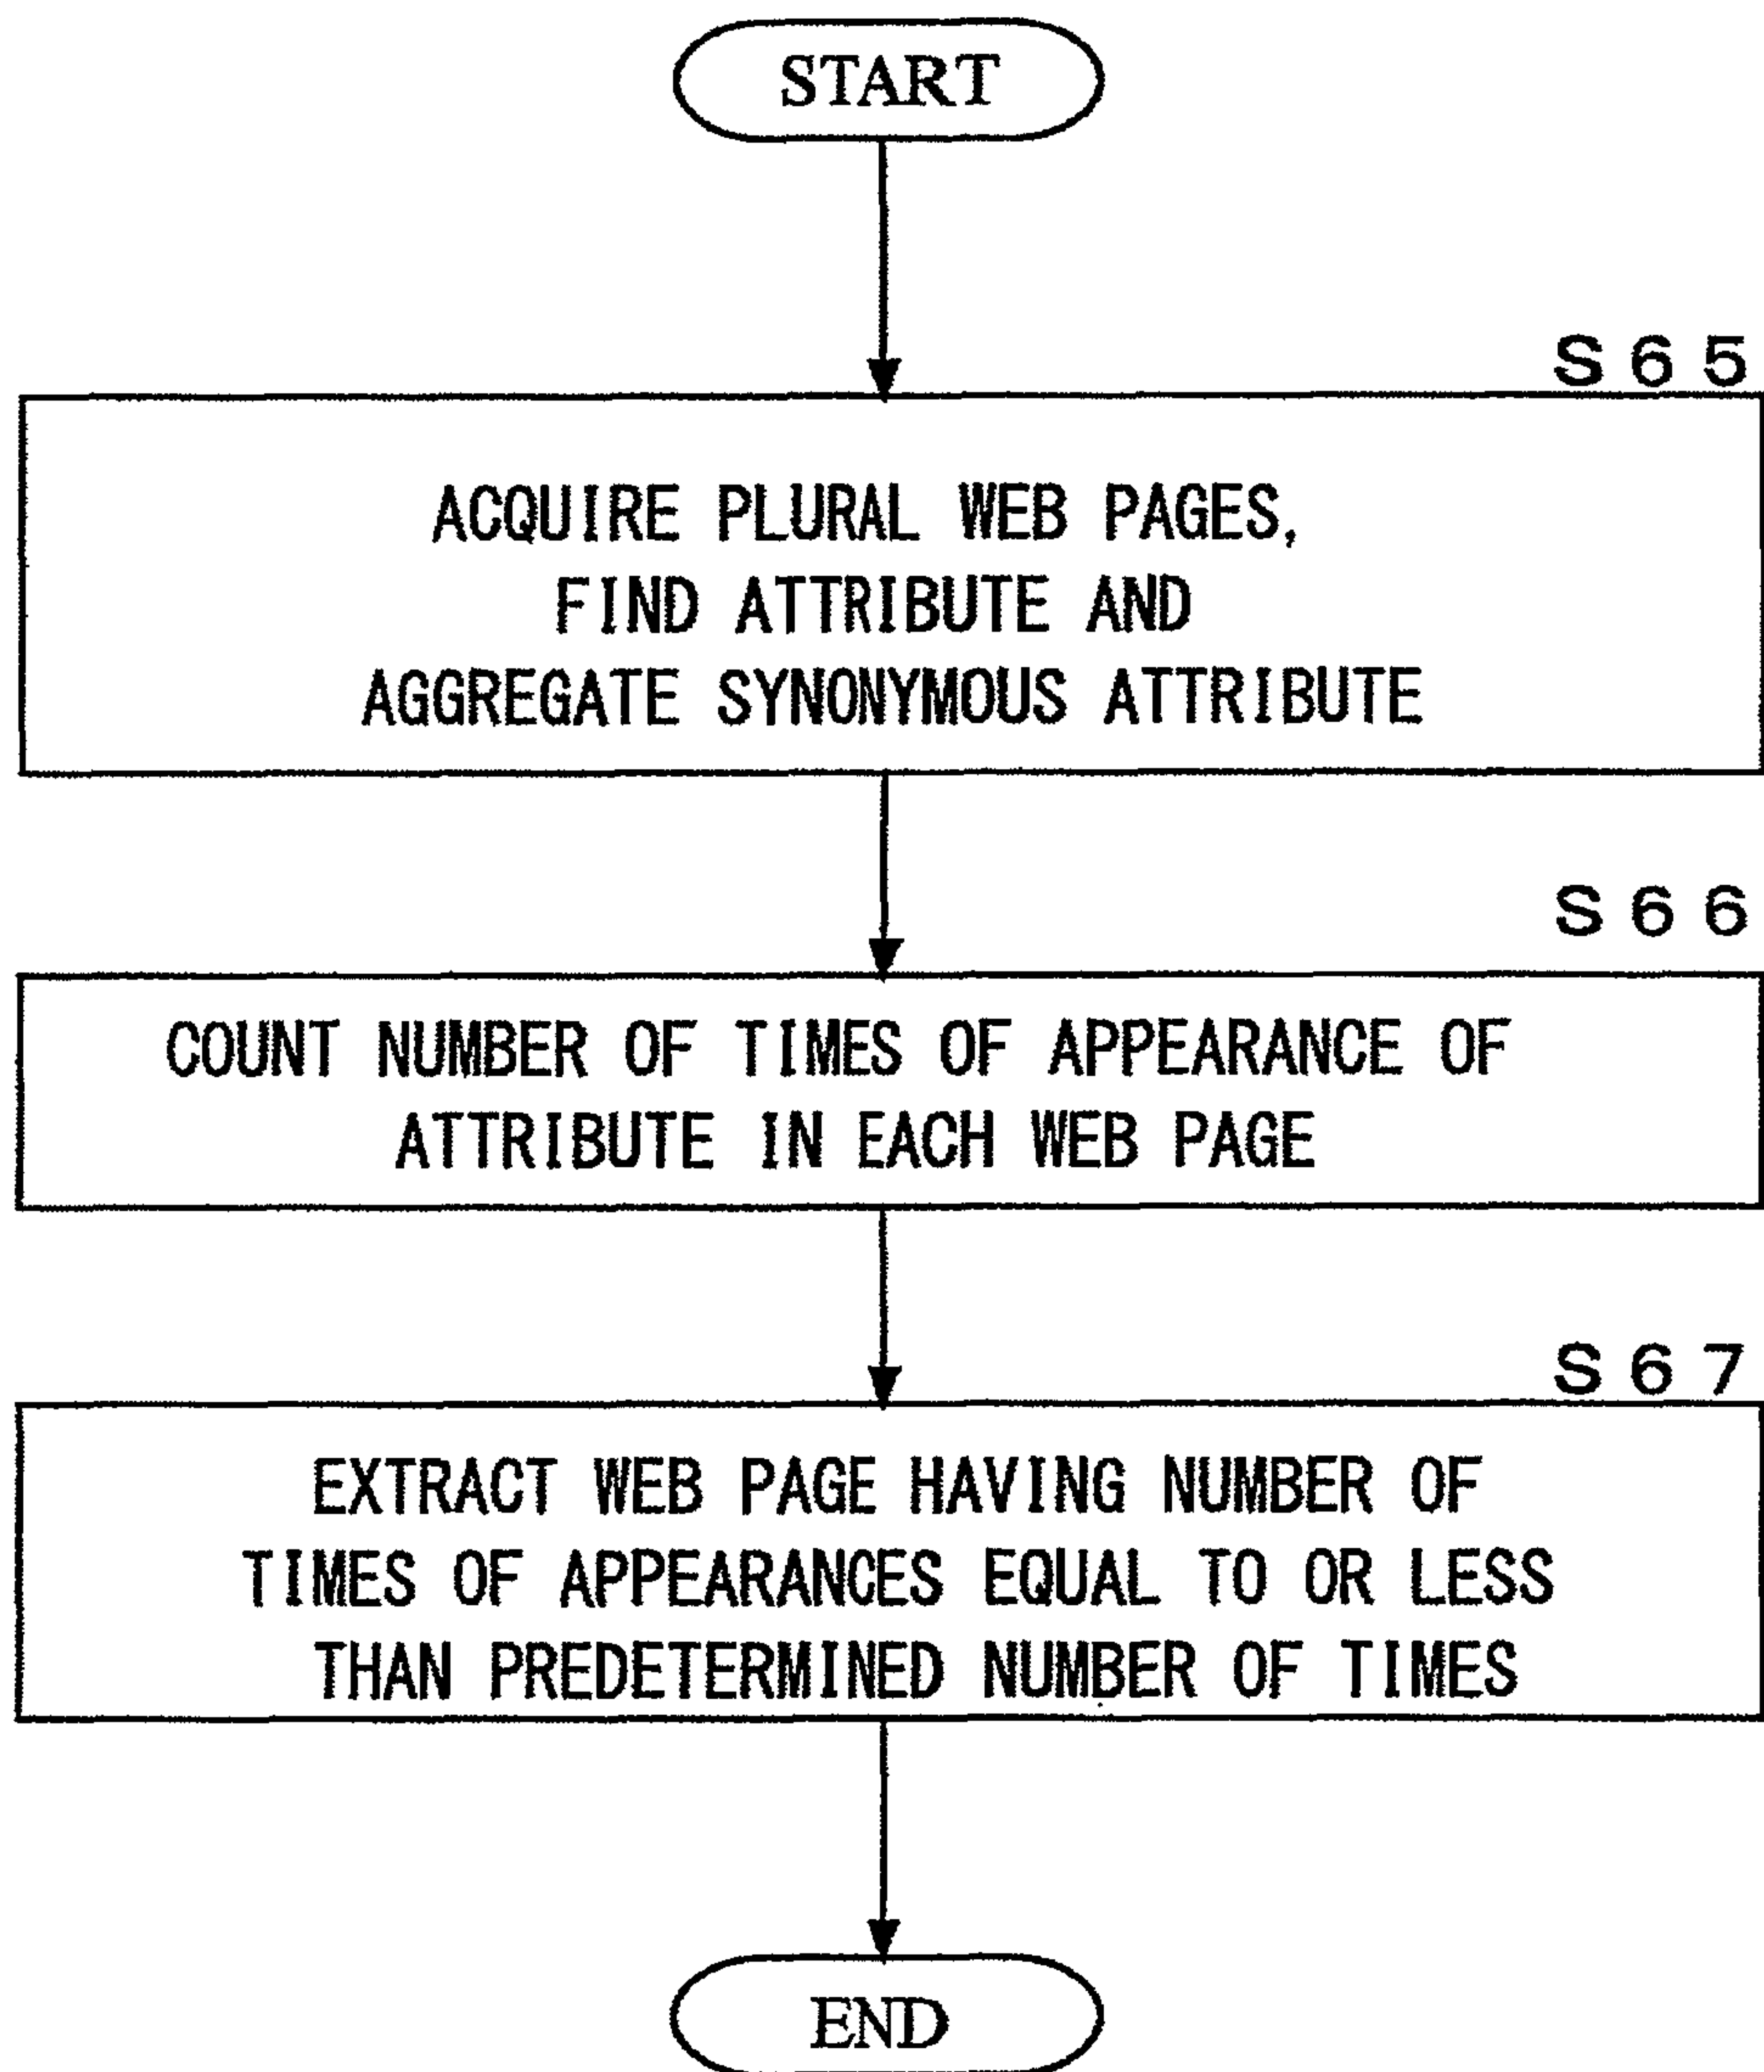 START
S65
ACQUIRE PLURAL WEB PAGES,
FIND ATTRIBUTE AND
AGGREGATE SYNONYMOUS ATTRIBUTE
S66
COUNT NUMBER OF TIMES OF APPEARANCE OF
ATTRIBUTE IN EACH WEB PAGE
S67
EXTRACT WEB PAGE HAVING NUMBER OF
TIMES OF APPEARANCES EQUAL TO OR LESS
THAN PREDETERMINED NUMBER OF TIMES
END